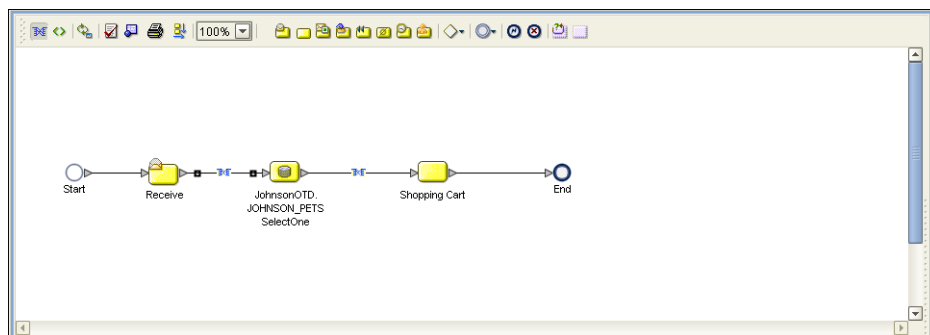 100%
Start
Receive
JohnsonOTD.
JOHNSON_PETS
SelectOne
Shopping Cart
End